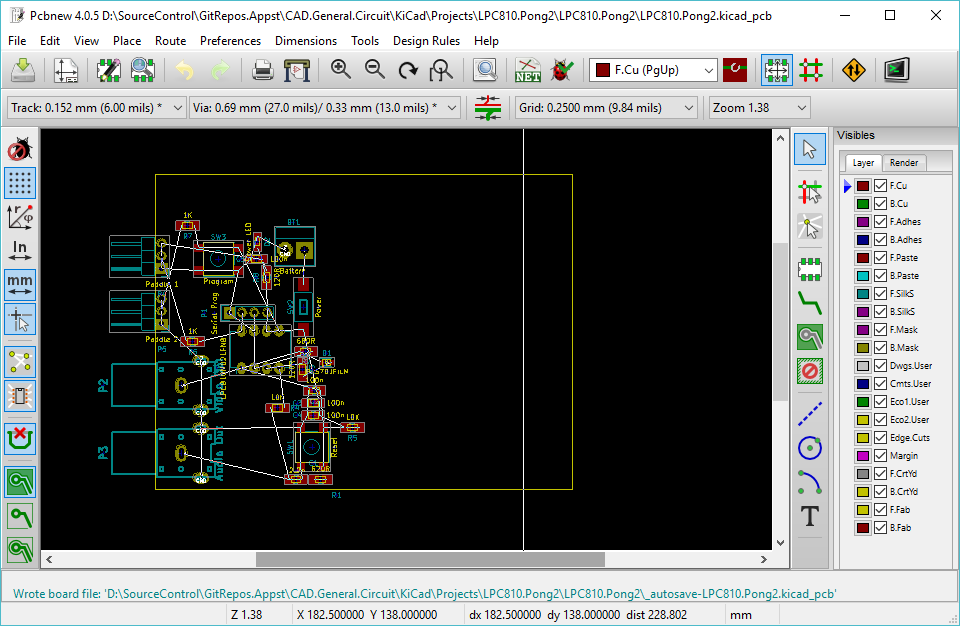 Pcbnew 4.0.5 D:\SourceControl\GitRepos.Appst\CAD.General.Circuit\KiCad\Projects\LPC810.Pong2\LPC810.Pong2\LPC810.Pong2.kicad_pcb
File Edit View Place Route Preferences Dimensions Tools Design Rules Help
NET F.Cu (PgUp)
Track: 0.152 mm (6.00 mils) * Via: 0.69 mm (27.0 mils)/ 0.33 mm (13.0 mils) * Grid: 0.2500 mm (9.84 mils) Zoom 1.38
Visibles
Layer Render
F.Cu
B.Cu
F.Adhes
B.Adhes
F.Paste
B.Paste
F.SilkS
B.SilkS
F.Mask
B.Mask
Dwgs.User
Cmts.User
Eco1.User
Eco2.User
Edge.Cuts
Margin
F.CrtYd
B.CrtYd
F.Fab
B.Fab
In
mm
T
1K
R7
SW3
Power LED
BT1
Battery
Paddle 1
Program
120R
P1
Serial Prog
SW2
Power
1K
Paddle 2
P5
680R
D1
P2
100n
100n
10K
R5
P3
Audio Out
SW1
Reset
R1
Wrote board file: 'D:\SourceControl\GitRepos.Appst\CAD.General.Circuit\KiCad\Projects\LPC810.Pong2\LPC810.Pong2\_autosave-LPC810.Pong2.kicad_pcb'
Z 1.38 X 182.500000 Y 138.000000 dx 182.500000 dy 138.000000 dist 228.802 mm